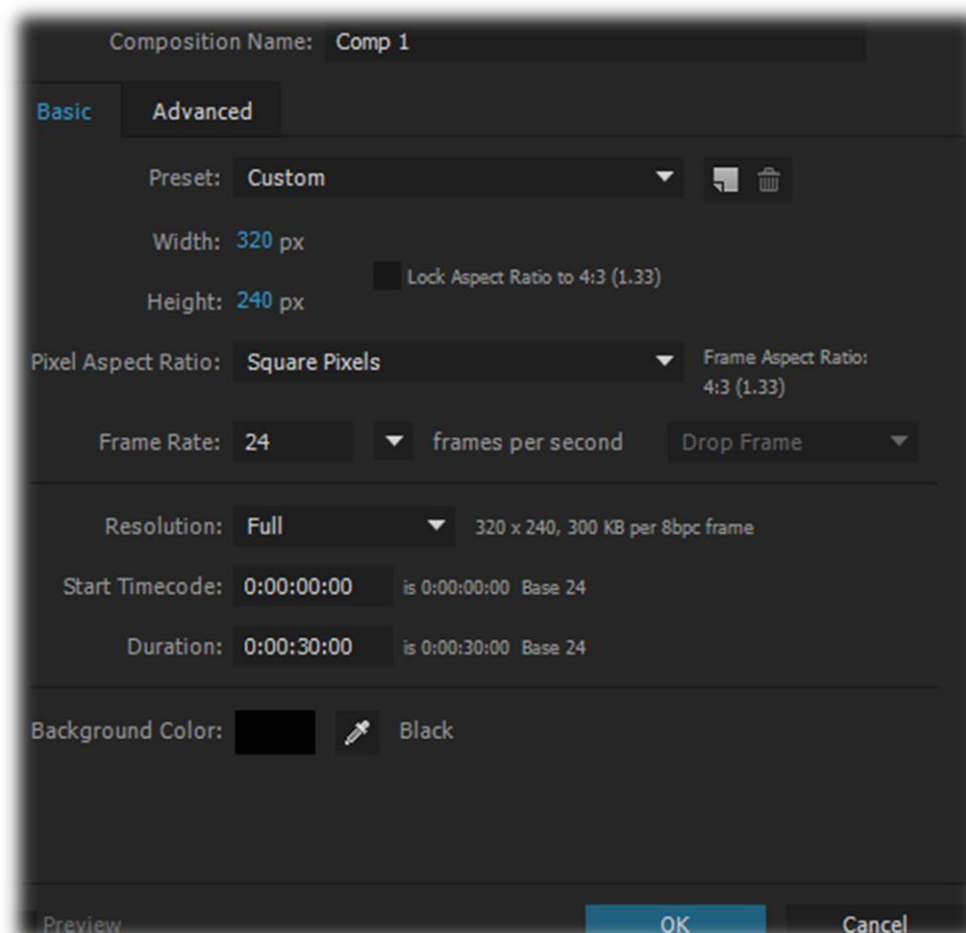 Composition Name: Comp 1
Basic Advanced
Preset: Custom
Width: 320 px
Lock Aspect Ratio to 4:3 (1.33)
Height: 240 px
Pixel Aspect Ratio: Square Pixels Frame Aspect Ratio:
4:3 (1.33)
Frame Rate: 24 frames per second Drop Frame
Resolution: Full 320 x 240, 300 KB per 8bpc frame
Start Timecode: 0:00:00:00 is 0:00:00:00 Base 24
Duration: 0:00:30:00 is 0:00:30:00 Base 24
Background Color: Black
Preview OK Cancel